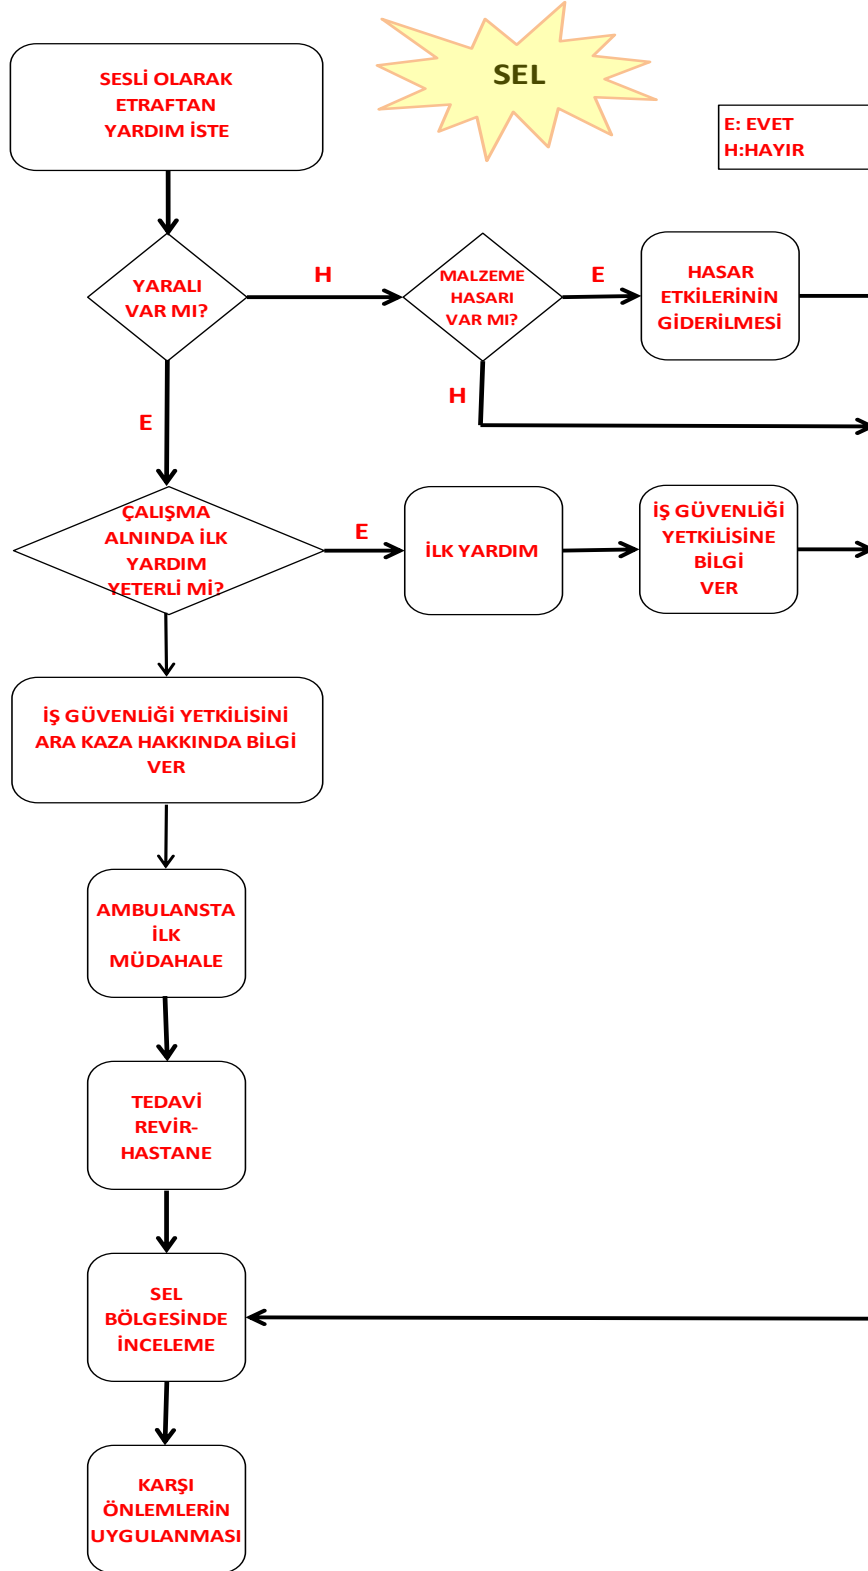 SEL
SESLİ OLARAK
ETRAFTAN
YARDIM İSTE
E: EVET
H:HAYIR
YARALI
VAR MI?
H
MALZEME
HASARI
VAR MI?
E
HASAR
ETKİLERİNİN
GİDERİLMESİ
E
H
ÇALIŞMA
ALNINDA İLK
YARDIM
YETERLİ Mİ?
E
İLK YARDIM
İŞ GÜVENLİĞİ
YETKİLİSİNE
BİLGİ
VER
İŞ GÜVENLİĞİ YETKİLİSİNİ
ARA KAZA HAKKINDA BİLGİ
VER
AMBULANSTA
İLK
MÜDAHALE
TEDAVİ
REVİR-
HASTANE
SEL
BÖLGESİNDE
İNCELEME
KARŞI
ÖNLEMLERİN
UYGULANMASI